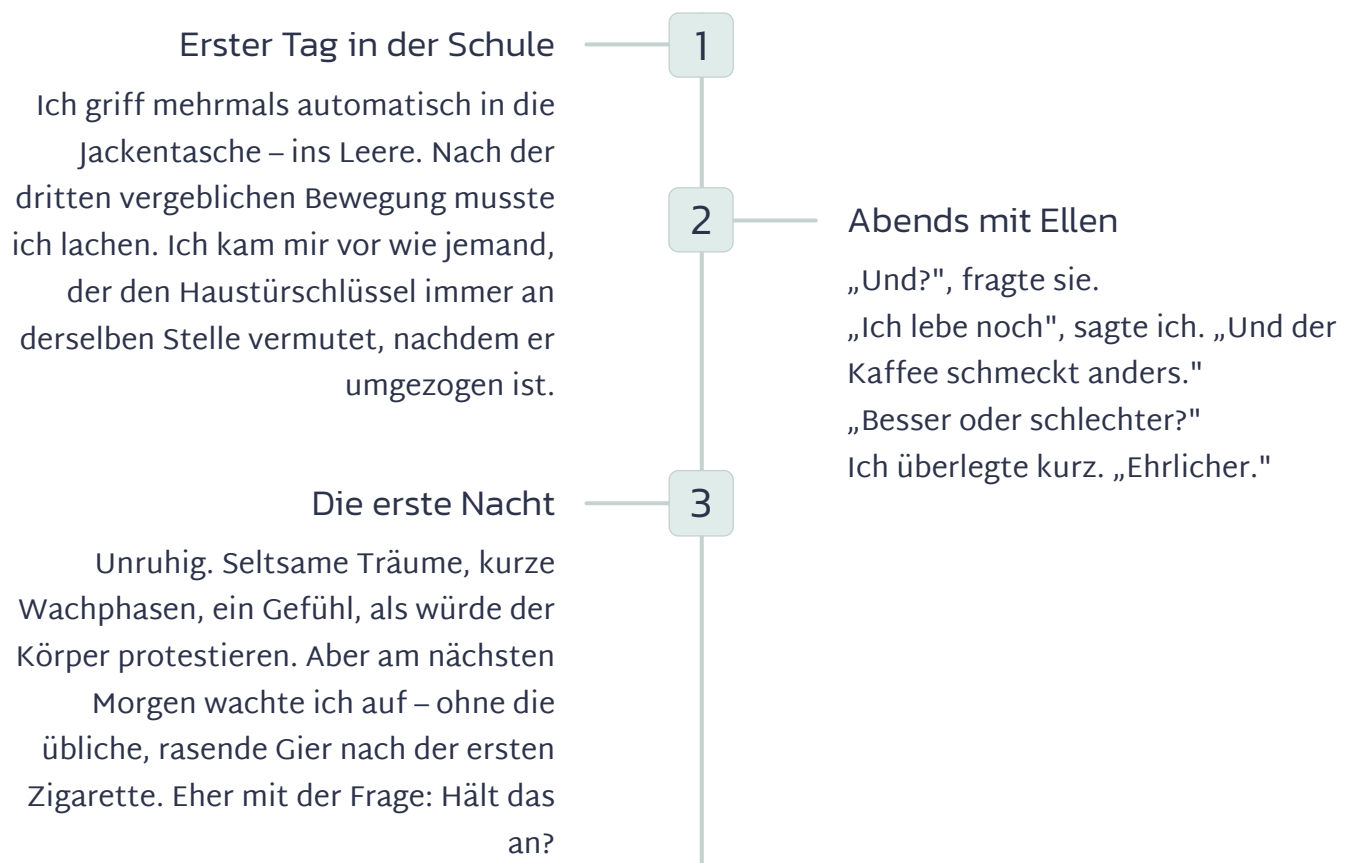 Erster Tag in der Schule
1
Ich griff mehrmals automatisch in die
Jackentasche – ins Leere. Nach der
dritten vergeblichen Bewegung musste
ich lachen. Ich kam mir vor wie jemand,
der den Haustürschlüssel immer an
derselben Stelle vermutet, nachdem er
umgezogen ist.
2
Abends mit Ellen
„Und?", fragte sie.
„Ich lebe noch", sagte ich. „Und der
Kaffee schmeckt anders."
„Besser oder schlechter?"
Ich überlegte kurz. „Ehrlicher."
Die erste Nacht
3
Unruhig. Seltsame Träume, kurze
Wachphasen, ein Gefühl, als würde der
Körper protestieren. Aber am nächsten
Morgen wachte ich auf – ohne die
übliche, rasende Gier nach der ersten
Zigarette. Eher mit der Frage: Hält das
an?